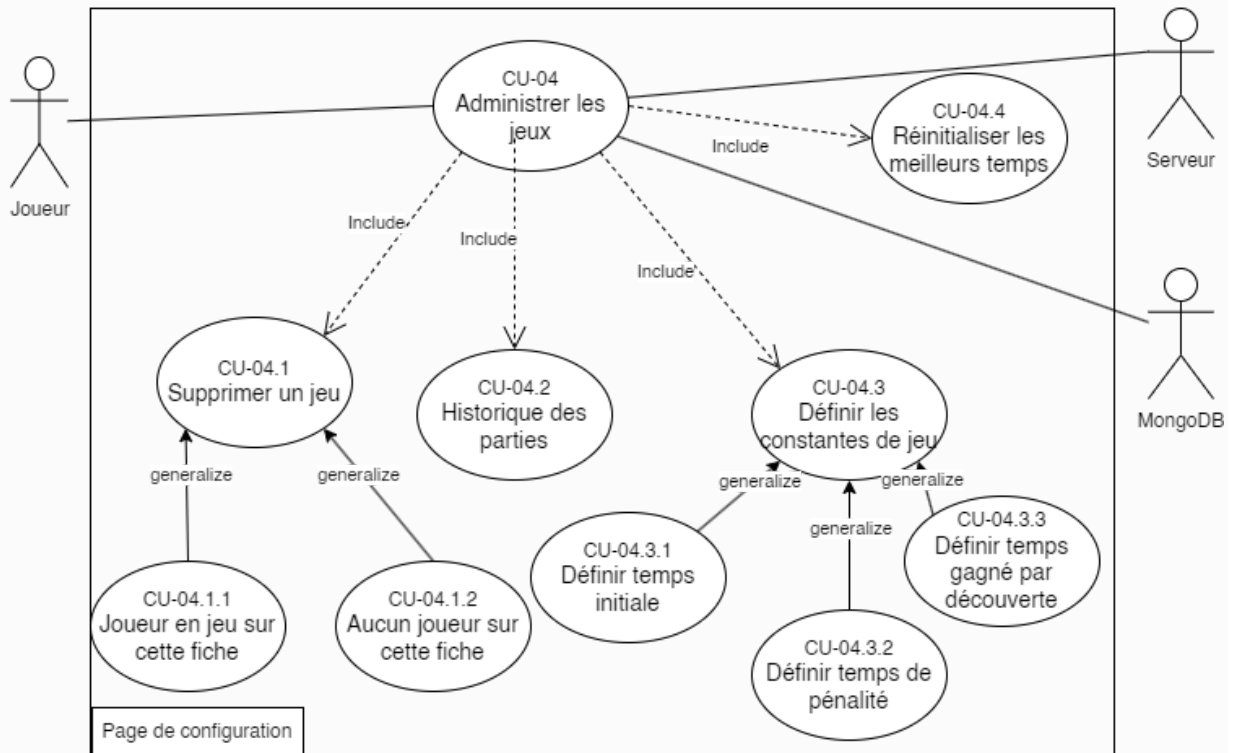 CU-04
Administrer les
jeux
CU-04.4
Réinitialiser les
meilleurs temps
Include
Serveur
Joueur
Include
Include
Include
CU-04.1
Supprimer un jeu
CU-04.2
Historique des
parties
CU-04.3
Définir les
constantes de jeu
MongoDB
generalize
generalize
generalize
generalize
generalize
CU-04.1.1
Joueur en jeu sur
cette fiche
CU-04.1.2
Aucun joueur sur
cette fiche
CU-04.3.1
Définir temps
initiale
CU-04.3.3
Définir temps
gagné par
découverte
CU-04.3.2
Définir temps de
pénalité
Page de configuration